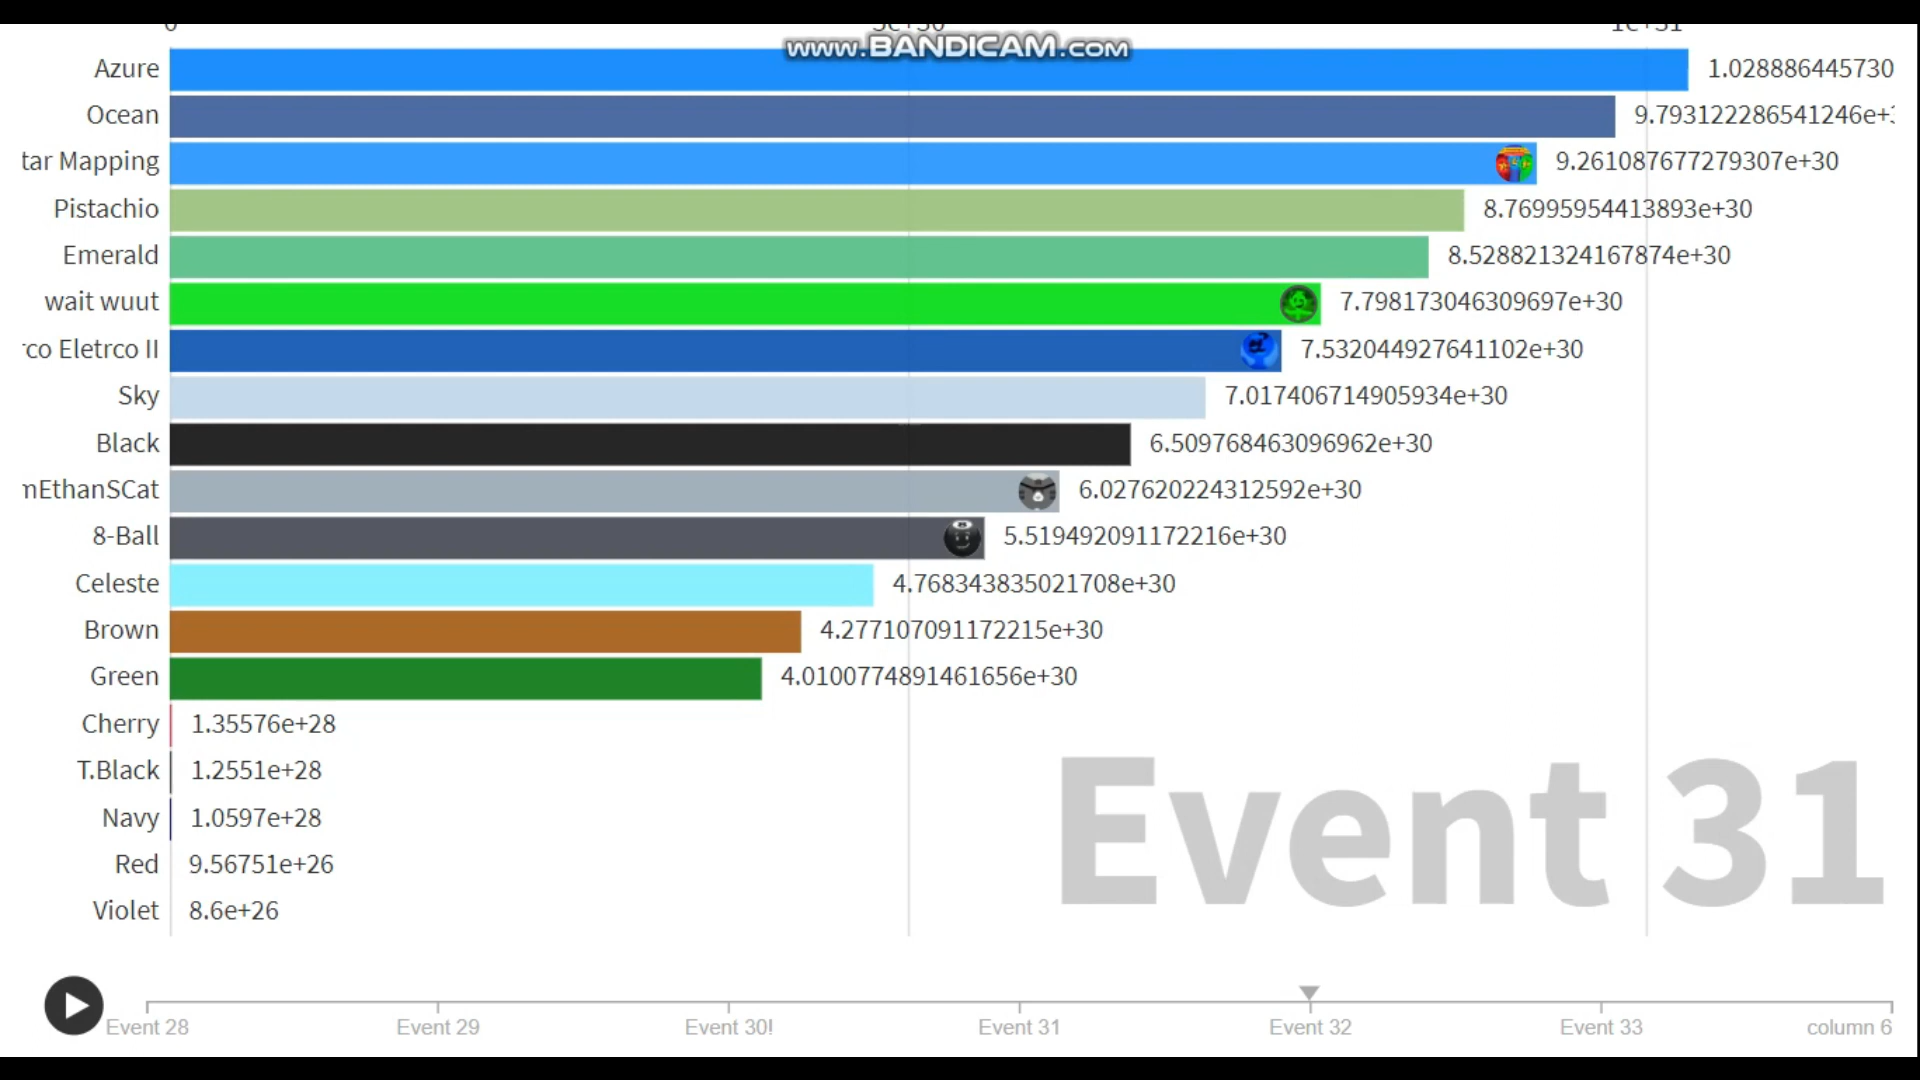 0 5e+30 1e+31
www.BANDICAM.com
Azure 1.028886445730
Ocean 9.793122286541246e+
tar Mapping 9.261087677279307e+30
Pistachio 8.76995954413893e+30
Emerald 8.528821324167874e+30
wait wuut 7.798173046309697e+30
co Eletrco II 7.532044927641102e+30
Sky 7.017406714905934e+30
Black 6.509768463096962e+30
nEthanSCat 6.027620224312592e+30
8-Ball 5.519492091172216e+30
Celeste 4.768343835021708e+30
Brown 4.277107091172215e+30
Green 4.0100774891461656e+30
Cherry 1.35576e+28
T.Black 1.2551e+28
Navy 1.0597e+28
Red 9.56751e+26
Violet 8.6e+26
Event 31
Event 28 Event 29 Event 30! Event 31 Event 32 Event 33 column 6